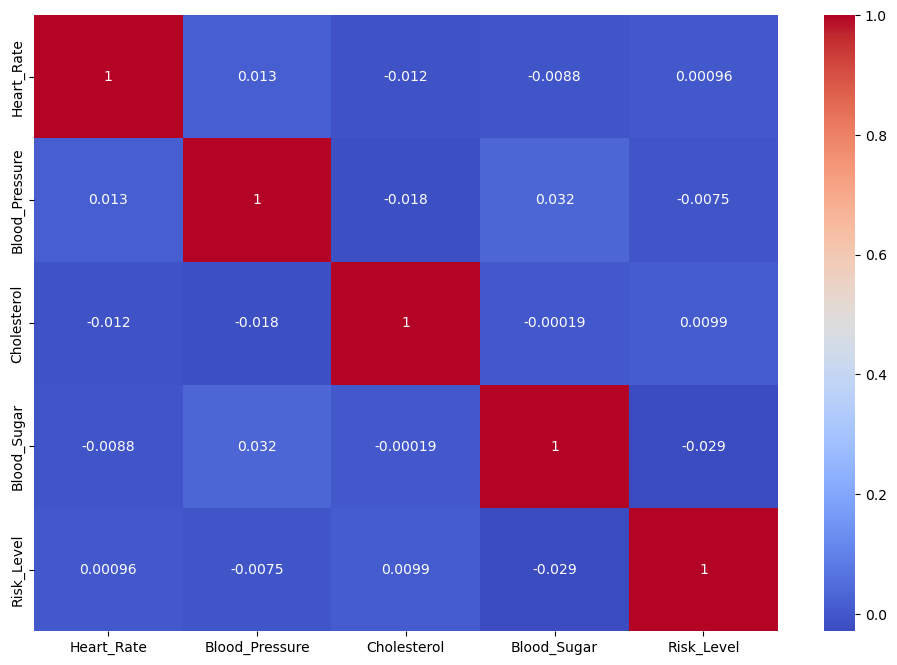 Heart_Rate 1 0.013 -0.012 -0.0088 0.00096
Blood_Pressure 0.013 1 -0.018 0.032 -0.0075
Cholesterol -0.012 -0.018 1 -0.00019 0.0099
Blood_Sugar -0.0088 0.032 -0.00019 1 -0.029
Risk_Level 0.00096 -0.0075 0.0099 -0.029 1
Heart_Rate Blood_Pressure Cholesterol Blood_Sugar Risk_Level
1.0
0.8
0.6
0.4
0.2
0.0